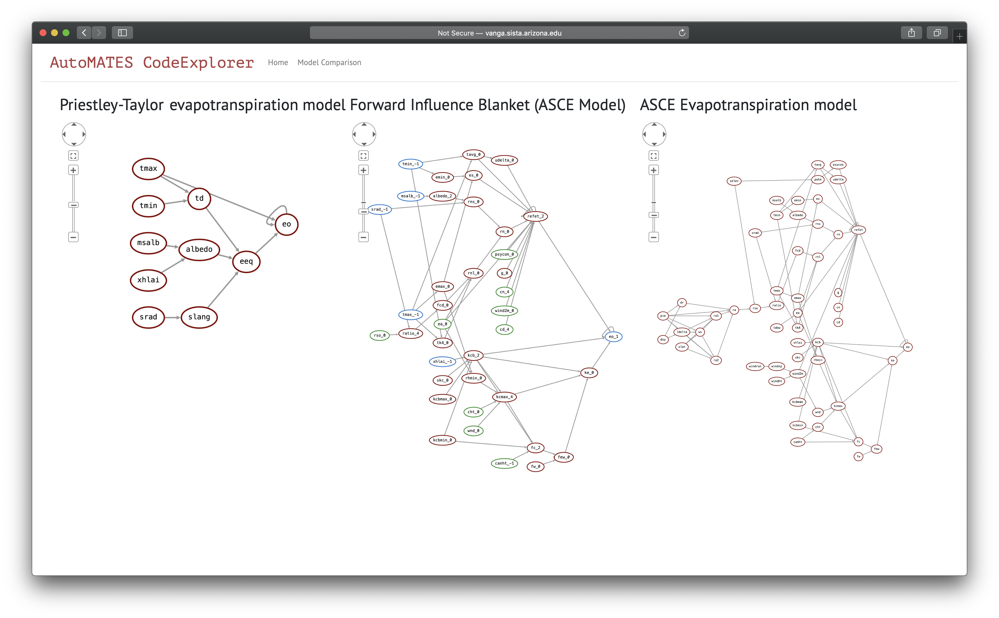 Not Secure — vanga.sista.arizona.edu
AutoMATES CodeExplorer
Home
Model Comparison
Priestley-Taylor evapotranspiration model
tmax
td
tmin
eo
msalb
albedo
eeq
xhlai
srad
slang
Forward Influence Blanket (ASCE Model)
tavg_0
udelta_0
tmin_-1
emin_0
es_0
msalb_-1
albedo_2
rns_0
srad_-1
refet_2
rn_0
psycon_0
rnl_0
g_0
emax_0
cn_4
fcd_0
wind2m_0
tmax_-1
ea_0
cd_4
rso_0
ratio_4
eo_1
tk4_0
kcb_2
xhlai_-1
ke_0
skc_0
rhmin_0
kcbmax_0
kcmax_4
cht_0
wnd_0
kcbmin_0
fc_2
few_0
canht_-1
fw_0
ASCE Evapotranspiration model
tavg
psycon
xelev
patm
udelta
msalb
emin
es
tmin
albedo
rns
refet
srad
rn
fcd
rnl
tmax
g
emax
dr
ratio
cn
rso
ra
ea
pie
ra1
cd
tdew
tk4
ldelta
ws
doy
xhlai
kcb
eo
xlat
skc
ra2
rhmin
ke
windrun
windsp
wind2m
windht
kcbmax
kcmax
wnd
kcbmin
cht
canht
fc
few
fw